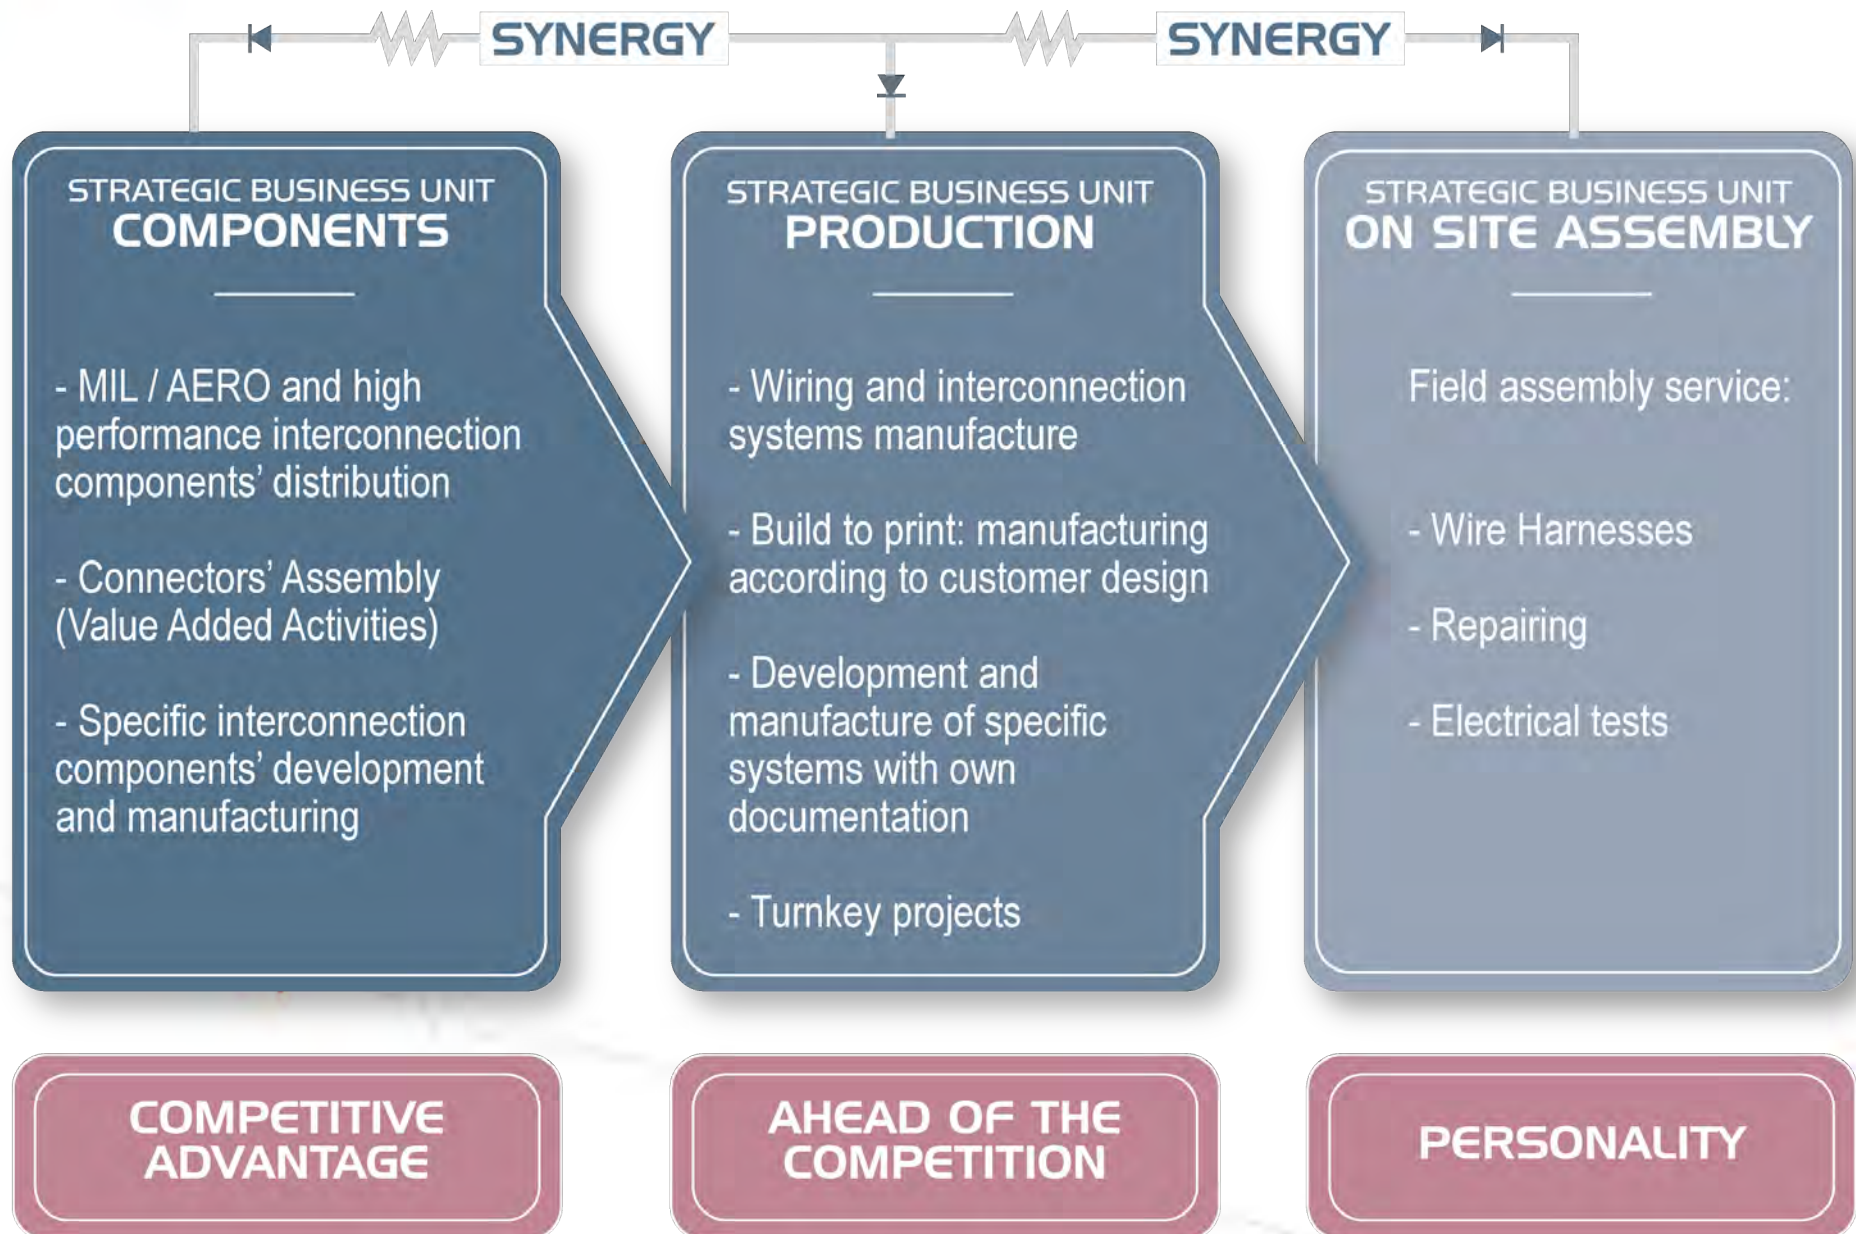 SYNERGY
SYNERGY
STRATEGIC BUSINESS UNIT
COMPONENTS
- MIL / AERO and high
performance interconnection
components’ distribution
- Connectors’ Assembly
(Value Added Activities)
- Specific interconnection
components’ development
and manufacturing
STRATEGIC BUSINESS UNIT
PRODUCTION
- Wiring and interconnection
systems manufacture
- Build to print: manufacturing
according to customer design
- Development and
manufacture of specific
systems with own
documentation
- Turnkey projects
STRATEGIC BUSINESS UNIT
ON SITE ASSEMBLY
Field assembly service:
- Wire Harnesses
- Repairing
- Electrical tests
COMPETITIVE
ADVANTAGE
AHEAD OF THE
COMPETITION
PERSONALITY